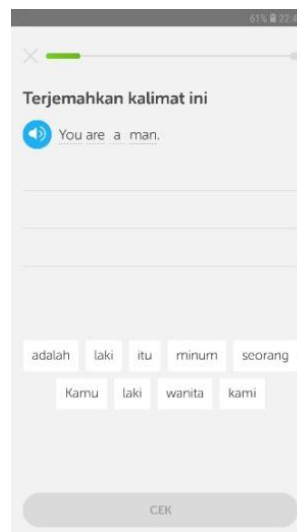 61% 22.4
Terjemahkan kalimat ini
You are a man.
adalah laki itu minum seorang
Kamu laki wanita kami
CEK